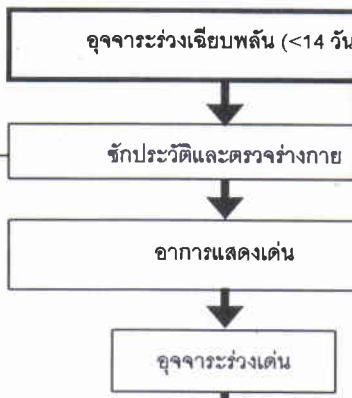 อุจจาระร่วงเฉียบพลัน (<14 วัน
ซักประวัติและตรวจร่างกาย
อาการแสดงเด่น
อุจจาระร่วงเด่น